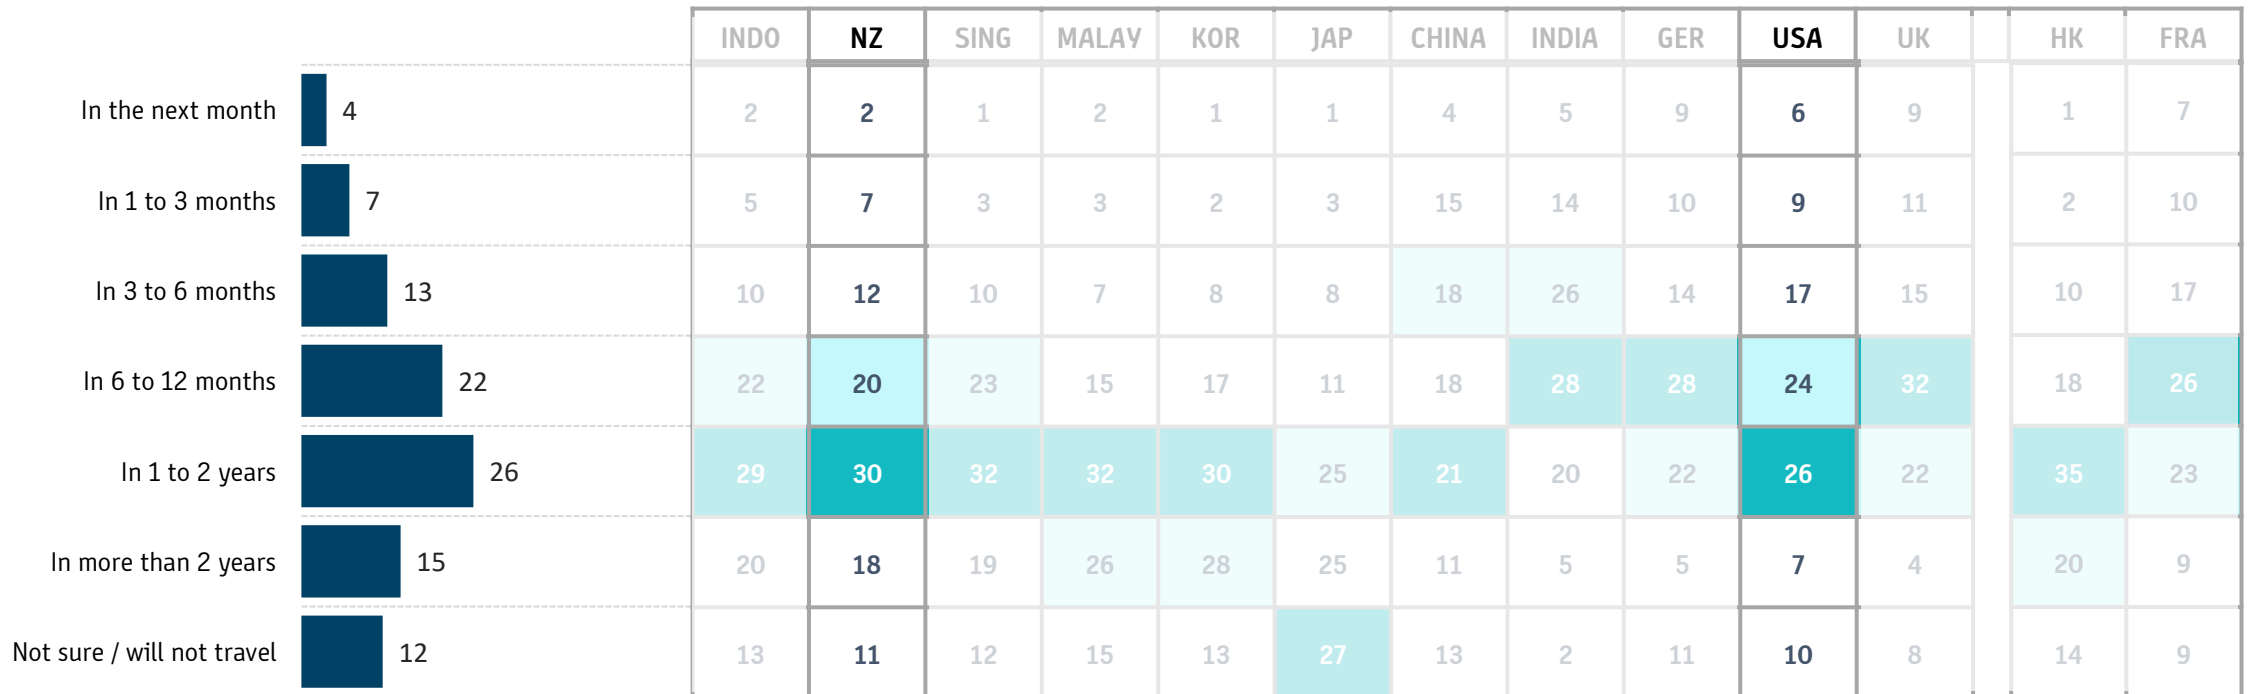 INDO NZ SING MALAY KOR JAP CHINA INDIA GER USA UK HK FRA
In the next month 4 2 2 1 2 1 1 4 5 9 6 9 1 7
In 1 to 3 months 7 5 7 3 3 2 3 15 14 10 9 11 2 10
In 3 to 6 months 13 10 12 10 7 8 8 18 26 14 17 15 10 17
In 6 to 12 months 22 22 20 23 15 17 11 18 28 28 24 32 18 26
In 1 to 2 years 26 29 30 32 32 30 25 21 20 22 26 22 35 23
In more than 2 years 15 20 18 19 26 28 25 11 5 5 7 4 20 9
Not sure / will not travel 12 13 11 12 15 13 27 13 2 11 10 8 14 9